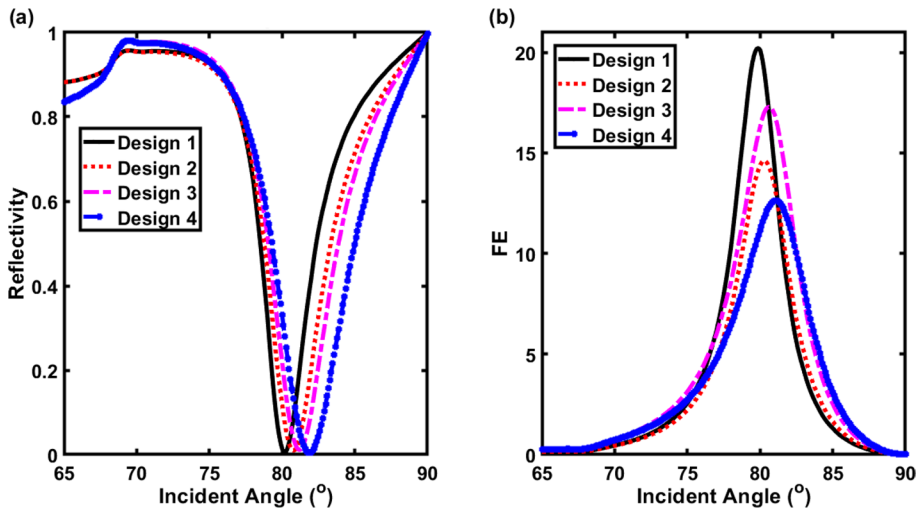 (a)
1
0.8
0.6
0.4
0.2
0
Reflectivity
Design 1
Design 2
Design 3
Design 4
65 70 75 80 85 90
Incident Angle (o)
(b)
20
15
10
5
0
FE
Design 1
Design 2
Design 3
Design 4
65 70 75 80 85 90
Incident Angle (o)